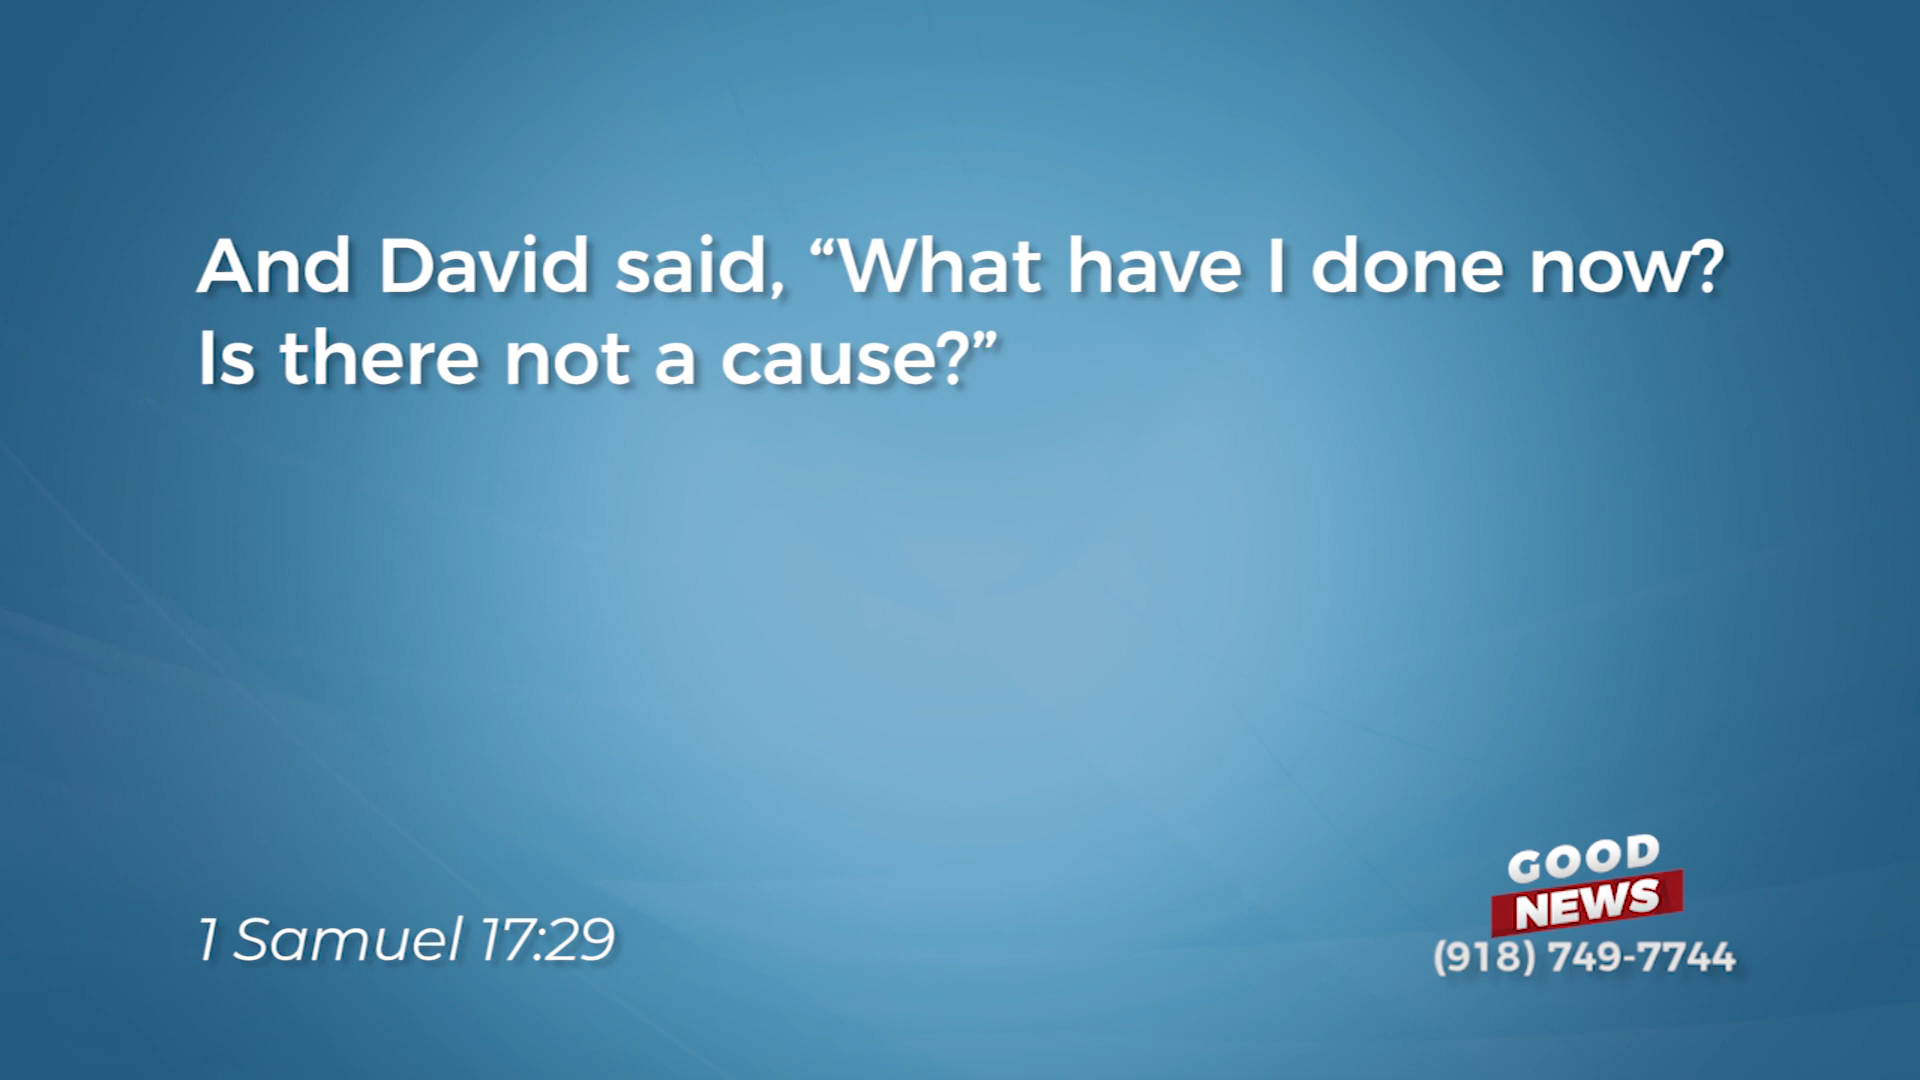 And David said, “What have I done now?
Is there not a cause?”
1 Samuel 17:29
GOOD
NEWS
(918) 749-7744